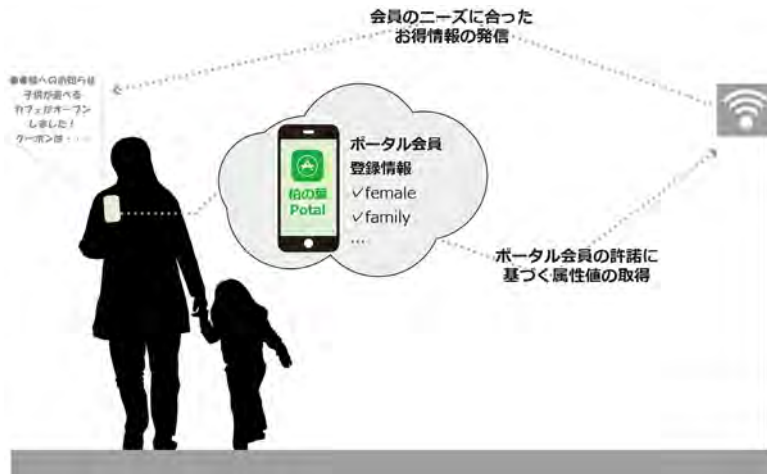 会員のニーズに合った
お得情報の発信
子供が遊べる
カフェがオープン
しました！
クーポンは・・・
ポータル会員
登録情報
✓female
✓family
…
柏の葉
Potal
ポータル会員の許諾に
基づく属性値の取得